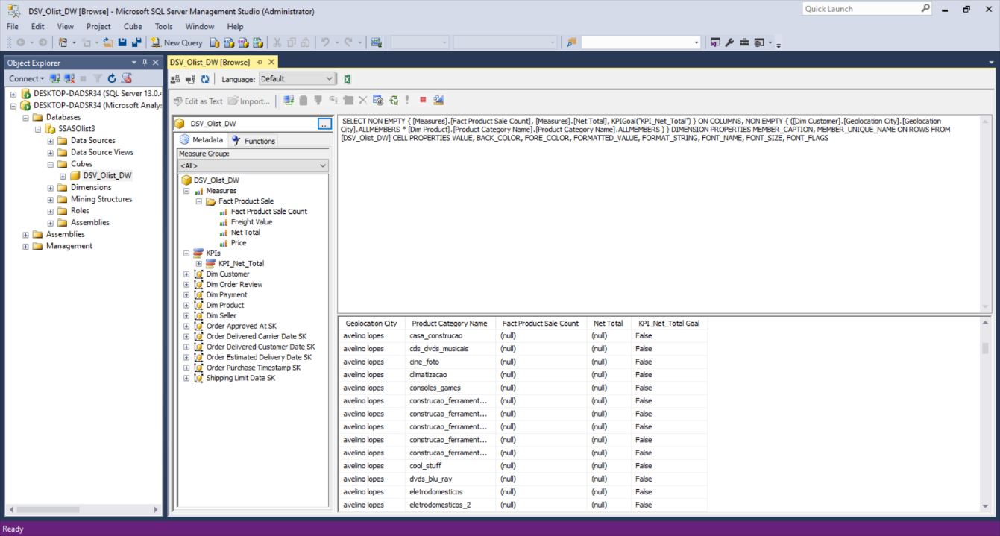 DSV_Olist_DW [Browse] - Microsoft SQL Server Management Studio (Administrator)
Quick Launch
File Edit View Project Cube Tools Window Help
New Query
Object Explorer
DSV_Olist_DW [Browse]
Connect
Language: Default
DESKTOP-DADSR34 (SQL Server 13.0.4
DESKTOP-DADSR34 (Microsoft Analy:
Databases
SSASOlist3
Data Sources
Data Source Views
Cubes
DSV_Olist_DW
Dimensions
Mining Structures
Roles
Assemblies
Assemblies
Management
Edit as Text Import...
DSV_Olist_DW
..
Metadata Functions
Measure Group:
<All>
DSV_Olist_DW
Measures
Fact Product Sale
Fact Product Sale Count
Freight Value
Net Total
Price
KPIs
KPI_Net_Total
Dim Customer
Dim Order Review
Dim Payment
Dim Product
Dim Seller
Order Approved At SK
Order Delivered Carrier Date SK
Order Delivered Customer Date SK
Order Estimated Delivery Date SK
Order Purchase Timestamp SK
Shipping Limit Date SK
SELECT NON EMPTY { [Measures].[Fact Product Sale Count], [Measures].[Net Total], KPIGoal("KPI_Net_Total") } ON COLUMNS, NON EMPTY { ([Dim Customer].[Geolocation City].[Geolocation
City].ALLMEMBERS * [Dim Product].[Product Category Name].[Product Category Name].ALLMEMBERS ) } DIMENSION PROPERTIES MEMBER_CAPTION, MEMBER_UNIQUE_NAME ON ROWS FROM
[DSV_Olist_DW] CELL PROPERTIES VALUE, BACK_COLOR, FORE_COLOR, FORMATTED_VALUE, FORMAT_STRING, FONT_NAME, FONT_SIZE, FONT_FLAGS
Geolocation City Product Category Name Fact Product Sale Count Net Total KPI_Net_Total Goal
avelino lopes casa_construcao (null) (null) False
avelino lopes cds_dvds_musicais (null) (null) False
avelino lopes cine_foto (null) (null) False
avelino lopes climatizacao (null) (null) False
avelino lopes consoles_games (null) (null) False
avelino lopes construcao_ferrament... (null) (null) False
avelino lopes construcao_ferrament... (null) (null) False
avelino lopes construcao_ferrament... (null) (null) False
avelino lopes construcao_ferrament... (null) (null) False
avelino lopes construcao_ferrament... (null) (null) False
avelino lopes cool_stuff (null) (null) False
avelino lopes dvds_blu_ray (null) (null) False
avelino lopes eletrodomesticos (null) (null) False
avelino lopes eletrodomesticos_2 (null) (null) False
Ready